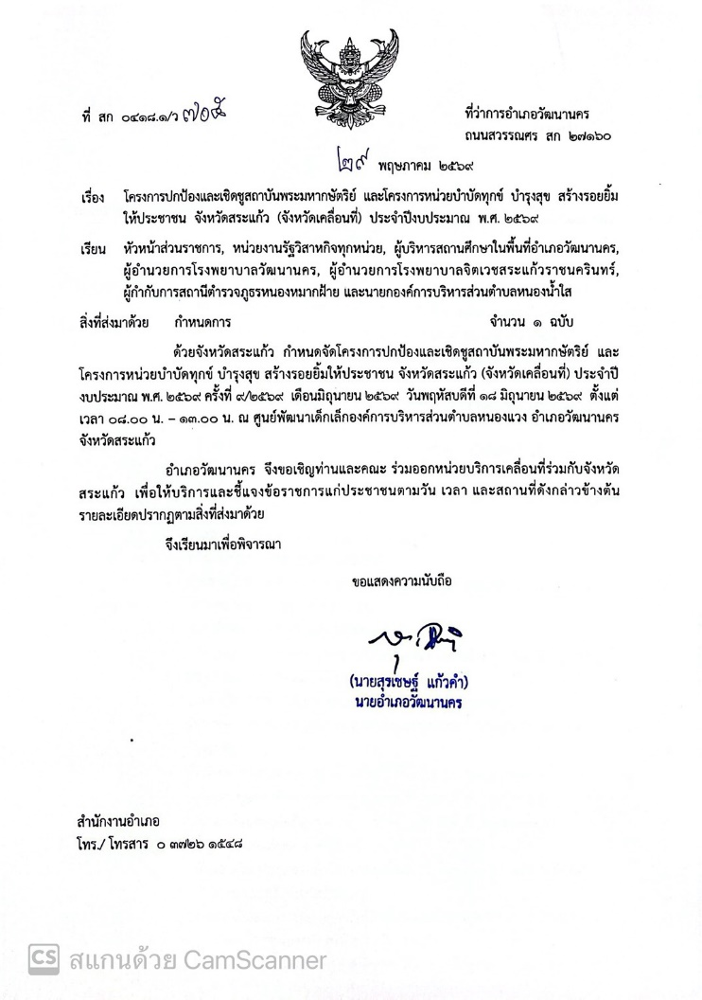 ที่ สก ๐๔๑๘.๑/ว
ที่ว่าการอำเภอวัฒนานคร
ถนนสุวรรณศร สก ๒๗๑๖๐
๒๙ พฤษภาคม ๒๕๖๙
เรื่อง โครงการปกป้องและเชิดชูสถาบันพระมหากษัตริย์ และโครงการหน่วยบำบัดทุกข์ บำรุงสุข สร้างรอยยิ้ม
ให้ประชาชน จังหวัดสระแก้ว (จังหวัดเคลื่อนที่) ประจำปีงบประมาณ พ.ศ. ๒๕๖๙
เรียน หัวหน้าส่วนราชการ, หน่วยงานรัฐวิสาหกิจทุกหน่วย, ผู้บริหารสถานศึกษาในพื้นที่อำเภอวัฒนานคร,
ผู้อำนวยการโรงพยาบาลวัฒนานคร, ผู้อำนวยการโรงพยาบาลจิตเวชสระแก้วราชนครินทร์,
ผู้กำกับการสถานีตำรวจภูธรหนองหมากฝ้าย และนายกองค์การบริหารส่วนตำบลหนองน้ำใส
สิ่งที่ส่งมาด้วย กำหนดการ จำนวน ๑ ฉบับ
ด้วยจังหวัดสระแก้ว กำหนดจัดโครงการปกป้องและเชิดชูสถาบันพระมหากษัตริย์ และ
โครงการหน่วยบำบัดทุกข์ บำรุงสุข สร้างรอยยิ้มให้ประชาชน จังหวัดสระแก้ว (จังหวัดเคลื่อนที่) ประจำปี
งบประมาณ พ.ศ. ๒๕๖๙ ครั้งที่ ๙/๒๕๖๙ เดือนมิถุนายน ๒๕๖๙ วันพฤหัสบดีที่ ๑๘ มิถุนายน ๒๕๖๙ ตั้งแต่
เวลา ๐๘.๐๐ น. – ๑๓.๐๐ น. ณ ศูนย์พัฒนาเด็กเล็กองค์การบริหารส่วนตำบลหนองแวง อำเภอวัฒนานคร
จังหวัดสระแก้ว
อำเภอวัฒนานคร จึงขอเชิญท่านและคณะ ร่วมออกหน่วยบริการเคลื่อนที่ร่วมกับจังหวัด
สระแก้ว เพื่อให้บริการและชี้แจงข้อราชการแก่ประชาชนตามวัน เวลา และสถานที่ดังกล่าวข้างต้น
รายละเอียดปรากฏตามสิ่งที่ส่งมาด้วย
จึงเรียนมาเพื่อพิจารณา
ขอแสดงความนับถือ
(นายสุรเชษฐ์ แก้วคำ)
นายอำเภอวัฒนานคร
สำนักงานอำเภอ
โทร./ โทรสาร ๐ ๓๗๒๖ ๑๕๔๘
CS สแกนด้วย CamScanner